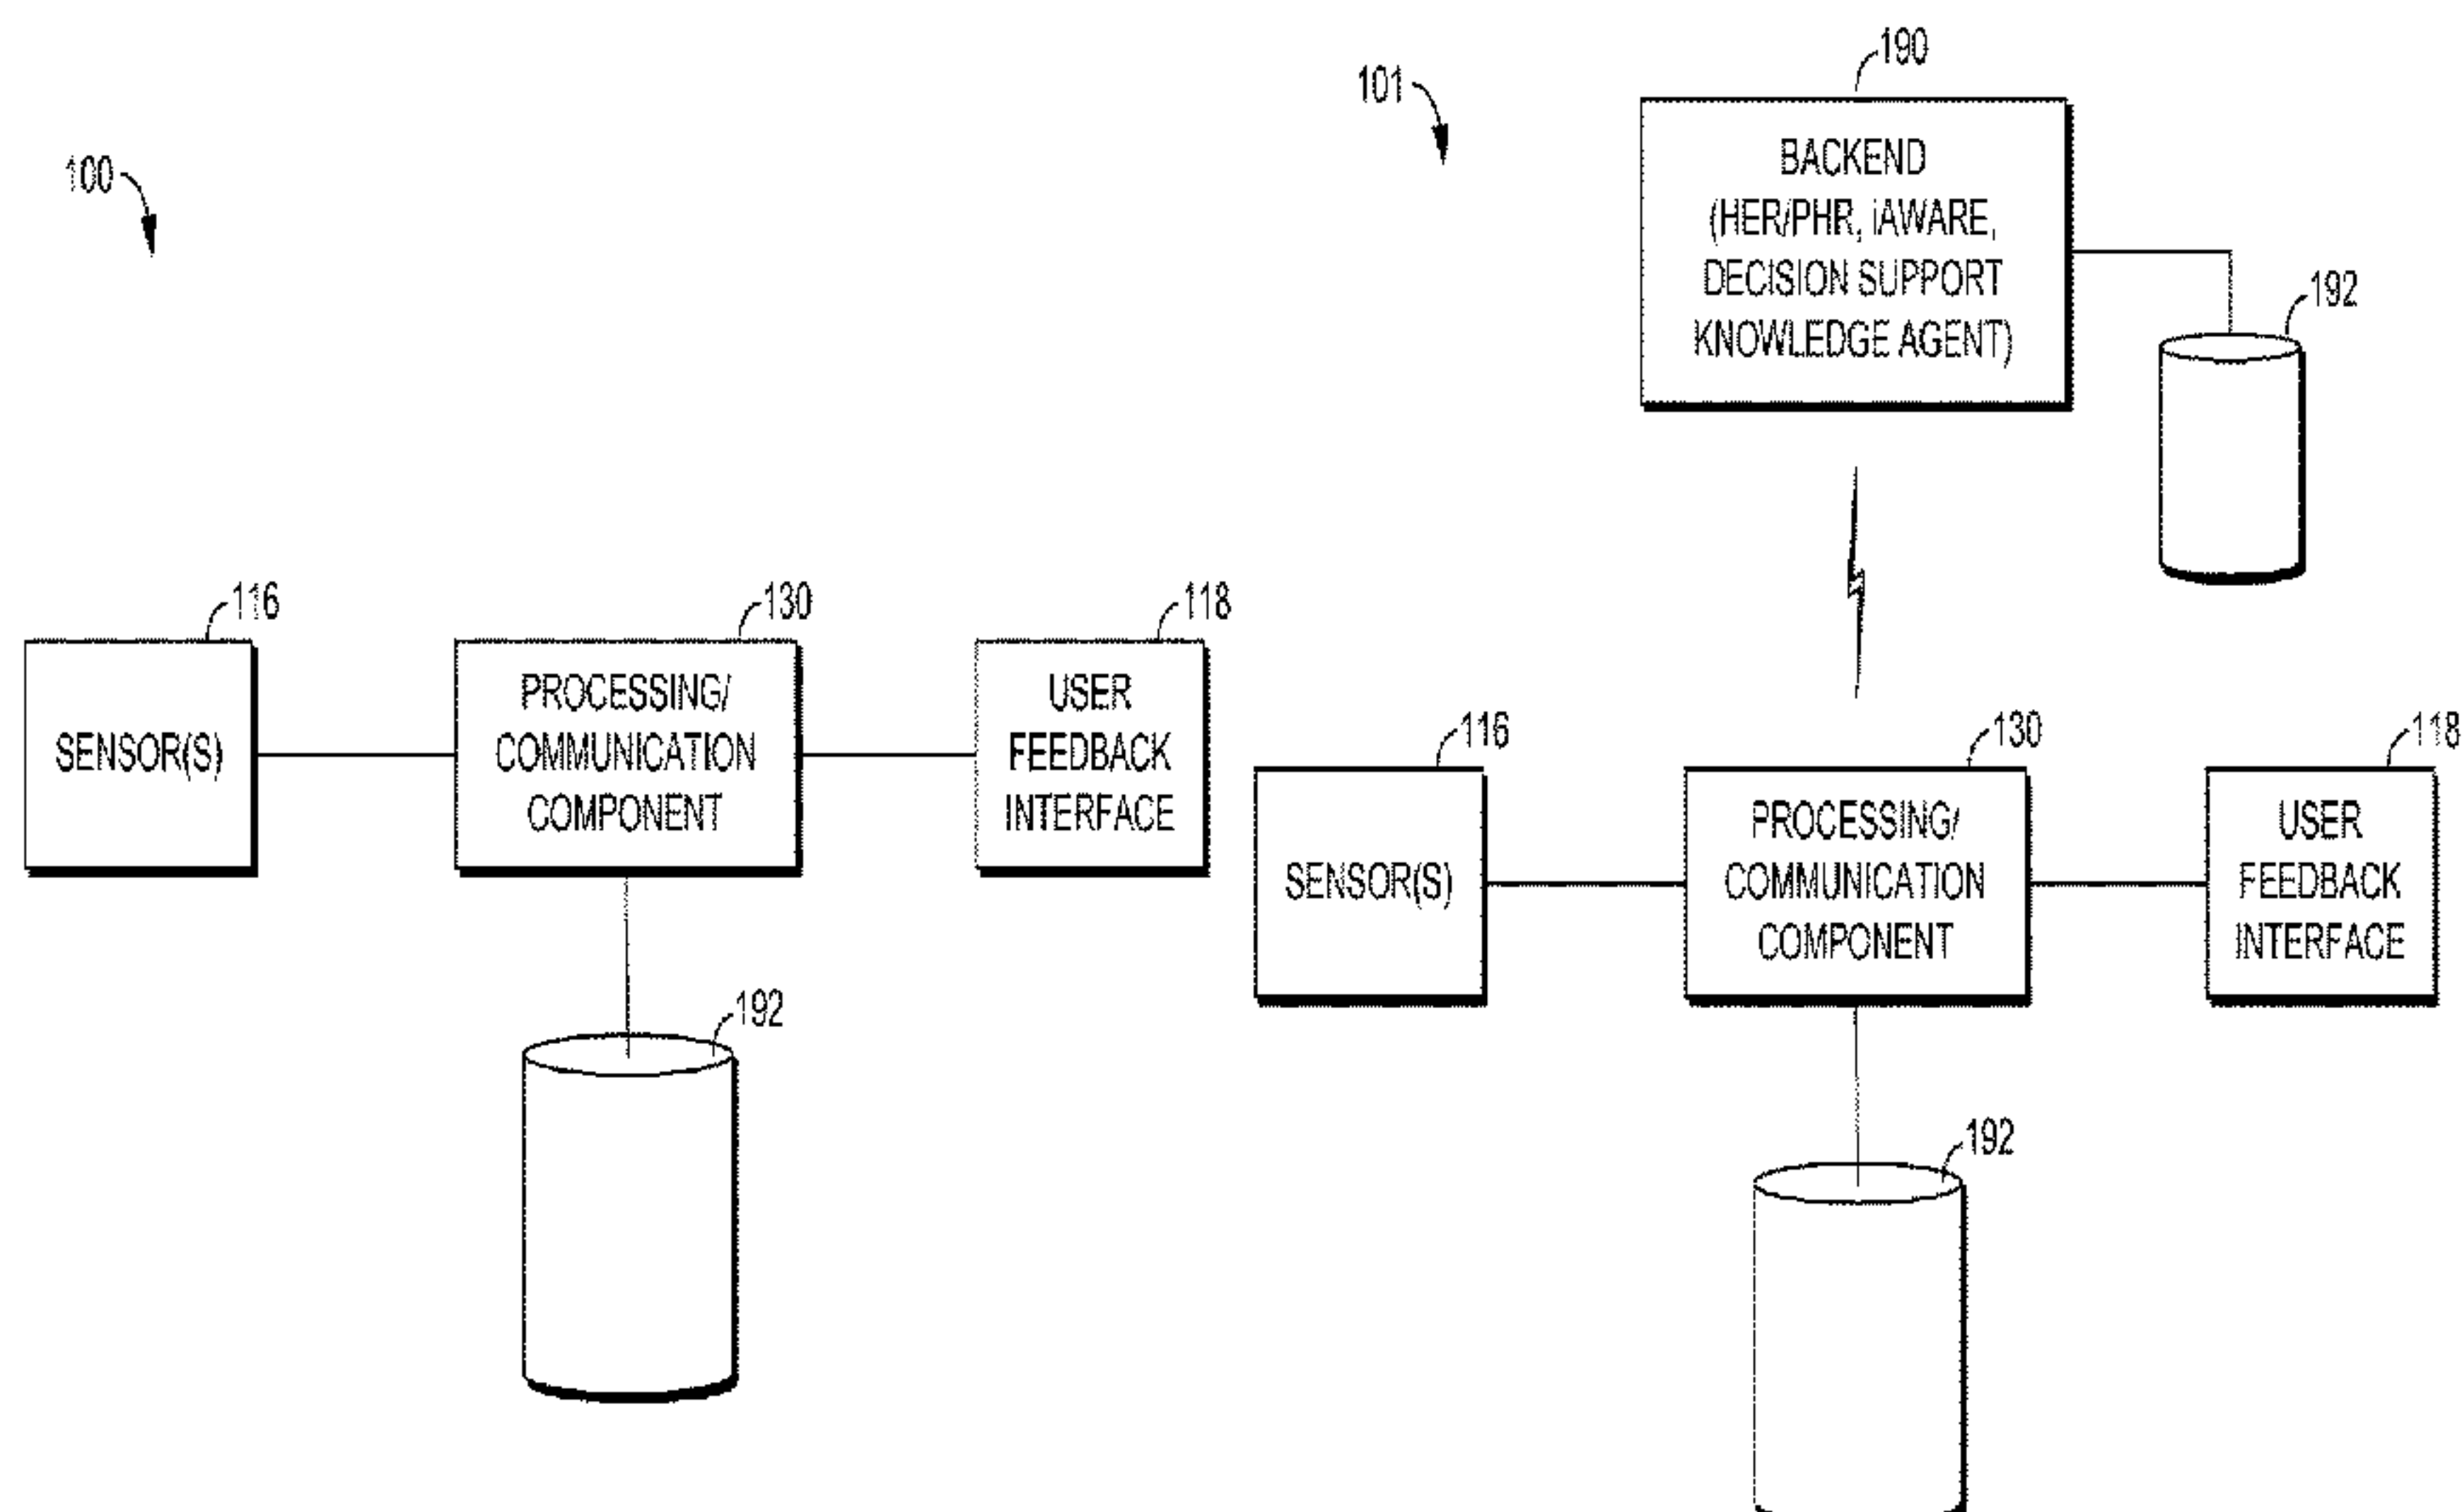 100
116
SENSOR(S)
130
PROCESSING/
COMMUNICATION
COMPONENT
118
USER
FEEDBACK
INTERFACE
192
101
190
BACKEND
(HER/PHR, iAWARE,
DECISION SUPPORT
KNOWLEDGE AGENT)
192
116
SENSOR(S)
130
PROCESSING/
COMMUNICATION
COMPONENT
118
USER
FEEDBACK
INTERFACE
192